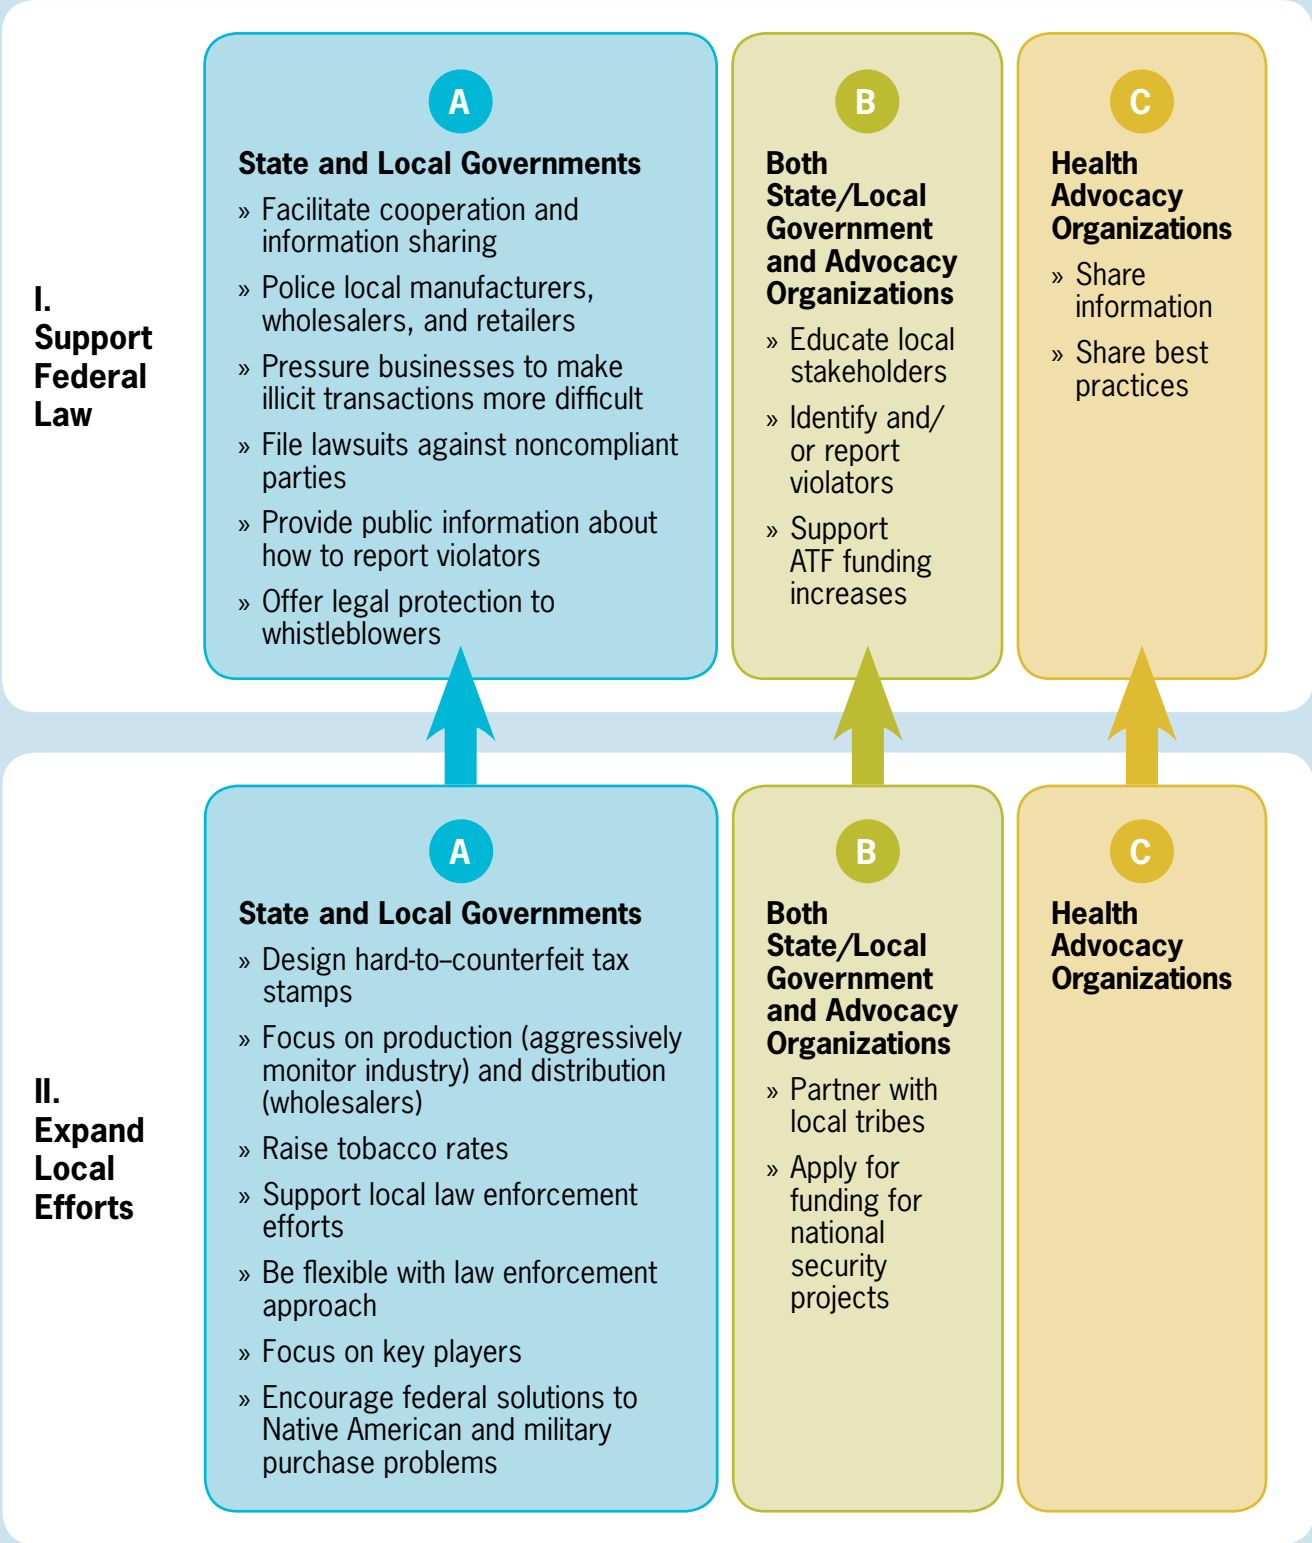 I.
Support
Federal
Law
A
State and Local Governments
» Facilitate cooperation and
information sharing
» Police local manufacturers,
wholesalers, and retailers
» Pressure businesses to make
illicit transactions more difficult
» File lawsuits against noncompliant
parties
» Provide public information about
how to report violators
» Offer legal protection to
whistleblowers
B
Both
State/Local
Government
and Advocacy
Organizations
» Educate local
stakeholders
» Identify and/
or report
violators
» Support
ATF funding
increases
C
Health
Advocacy
Organizations
» Share
information
» Share best
practices
II.
Expand
Local
Efforts
A
State and Local Governments
» Design hard-to–counterfeit tax
stamps
» Focus on production (aggressively
monitor industry) and distribution
(wholesalers)
» Raise tobacco rates
» Support local law enforcement
efforts
» Be flexible with law enforcement
approach
» Focus on key players
» Encourage federal solutions to
Native American and military
purchase problems
B
Both
State/Local
Government
and Advocacy
Organizations
» Partner with
local tribes
» Apply for
funding for
national
security
projects
C
Health
Advocacy
Organizations